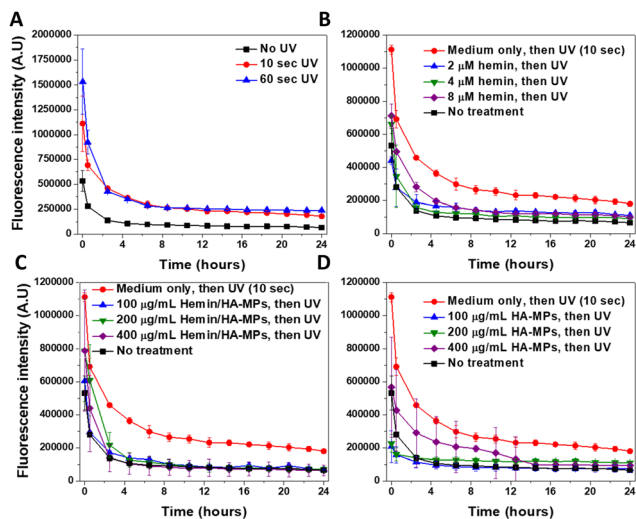 A
Fluorescence intensity (A.U)
2000000
1750000
1500000
1250000
1000000
750000
500000
250000
0
No UV
10 sec UV
60 sec UV
0 4 8 12 16 20 24
Time (hours)
B
1200000
1000000
800000
600000
400000
200000
0
Medium only, then UV (10 sec)
2 μM hemin, then UV
4 μM hemin, then UV
8 μM hemin, then UV
No treatment
0 4 8 12 16 20 24
Time (hours)
C
Fluorescence intensity (A.U)
1200000
1000000
800000
600000
400000
200000
0
Medium only, then UV (10 sec)
100 μg/mL Hemin/HA-MPs, then UV
200 μg/mL Hemin/HA-MPs, then UV
400 μg/mL Hemin/HA-MPs, then UV
No treatment
0 4 8 12 16 20 24
Time (hours)
D
1200000
1000000
800000
600000
400000
200000
0
Medium only, then UV (10 sec)
100 μg/mL HA-MPs, then UV
200 μg/mL HA-MPs, then UV
400 μg/mL HA-MPs, then UV
No treatment
0 4 8 12 16 20 24
Time (hours)